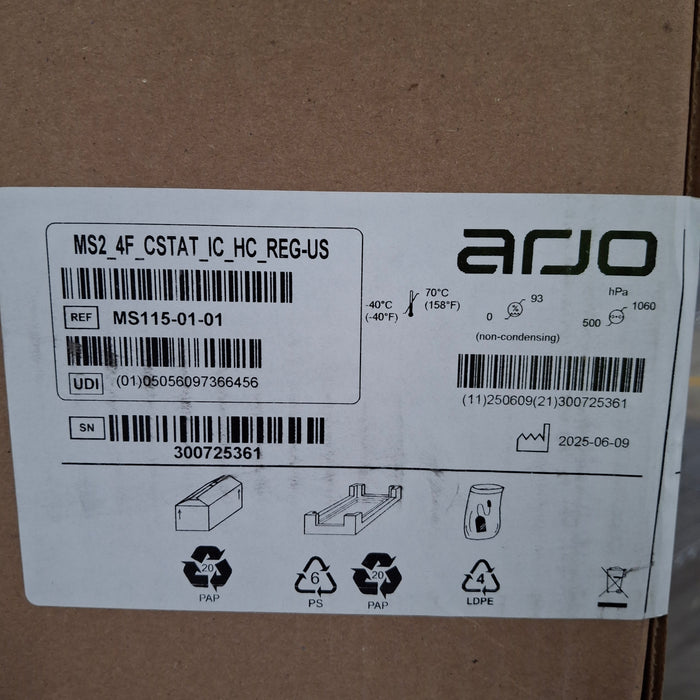 MS2_4F_CSTAT_IC_HC_REG-US
REF MS115-01-01
UDI (01)05056097366456
SN
300725361
arjo
-40°C
(-40°F)
70°C
(158°F)
0 % 93
(non-condensing)
hPa
500 1060
(11)250609(21)300725361
2025-06-09
20
PAP
6
PS
20
PAP
4
LDPE